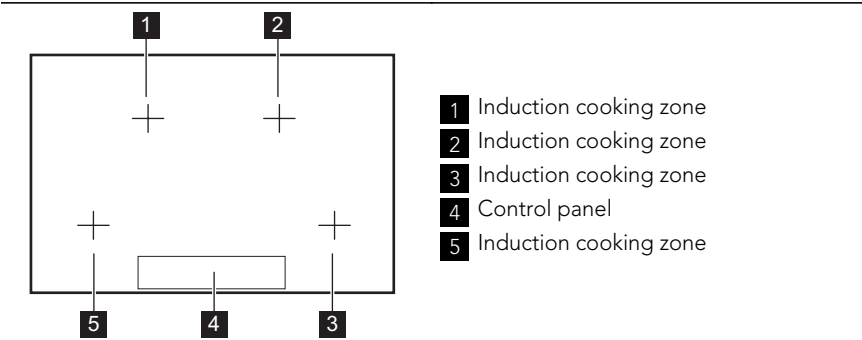 1 2
5 4 3
1 Induction cooking zone
2 Induction cooking zone
3 Induction cooking zone
4 Control panel
5 Induction cooking zone